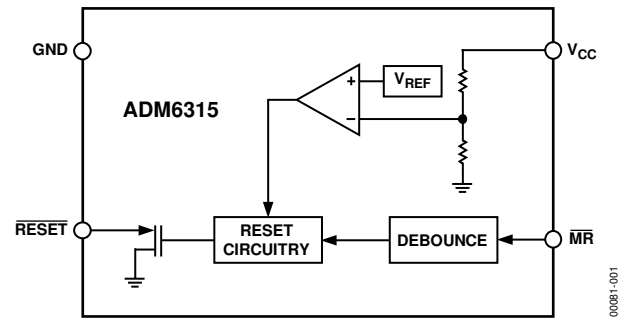 GND
VCC
+
VREF
−
ADM6315
RESET
RESET
CIRCUITRY
DEBOUNCE
MR
00081-001